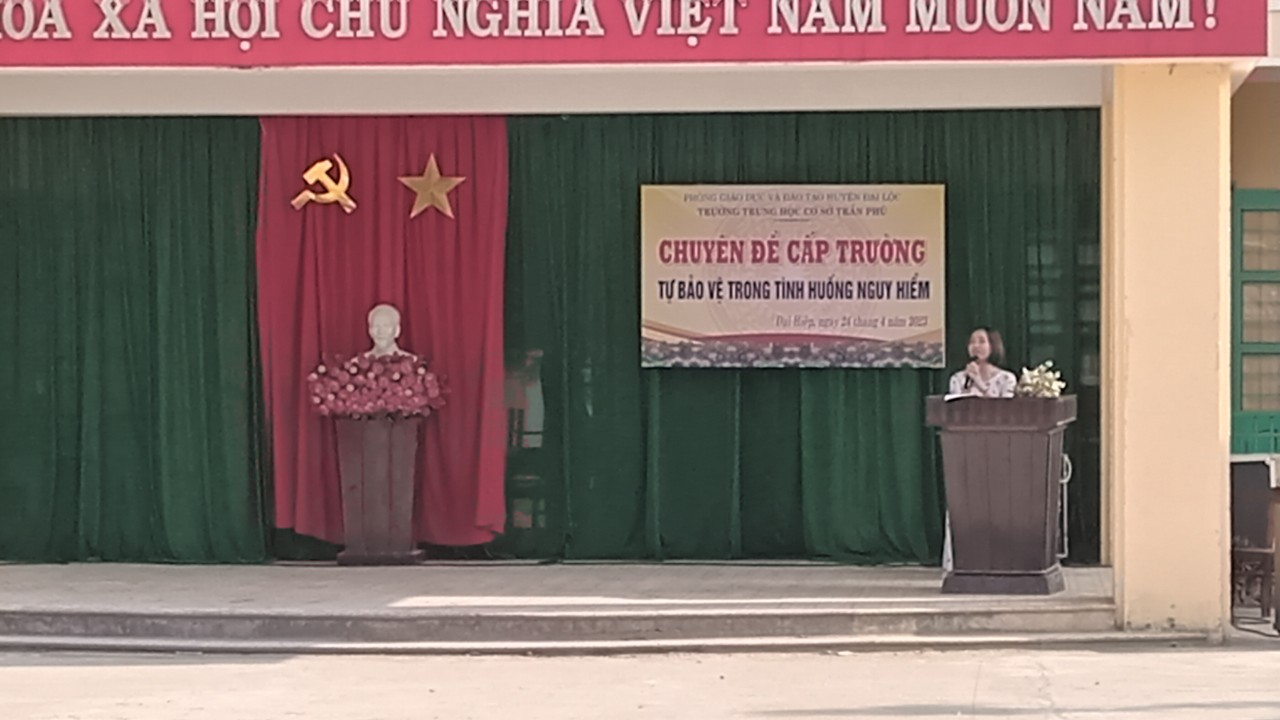 HÒA XÃ HỘI CHỦ NGHĨA VIỆT NAM MUÔN NĂM!
PHÒNG GIÁO DỤC VÀ ĐÀO TẠO HUYỆN ĐẠI LỘC
TRƯỜNG TRUNG HỌC CƠ SỞ TRẦN PHÚ
CHUYÊN ĐỀ CẤP TRƯỜNG
TỰ BẢO VỆ TRONG TÌNH HUỐNG NGUY HIỂM
Đại Hiệp, ngày 24 tháng 4 năm 2023